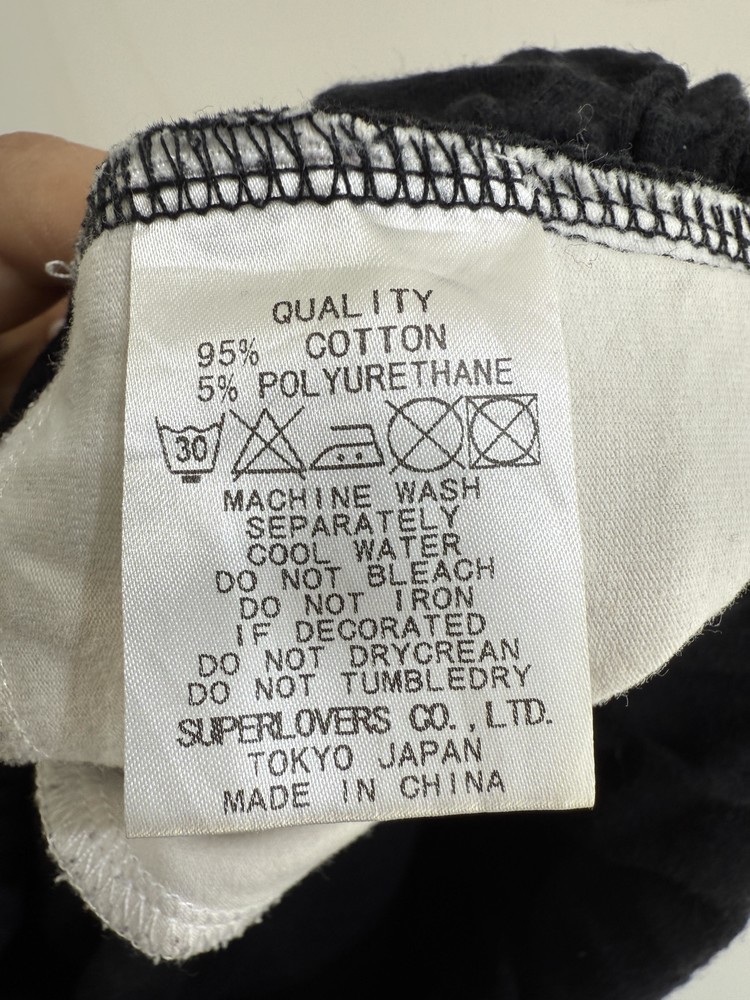 QUALITY
95% COTTON
5% POLYURETHANE
30
MACHINE WASH
SEPARATELY
COOL WATER
DO NOT BLEACH
DO NOT IRON
IF DECORATED
DO NOT DRYCREAN
DO NOT TUMBLEDRY
SUPERLOVERS CO., LTD.
TOKYO JAPAN
MADE IN CHINA